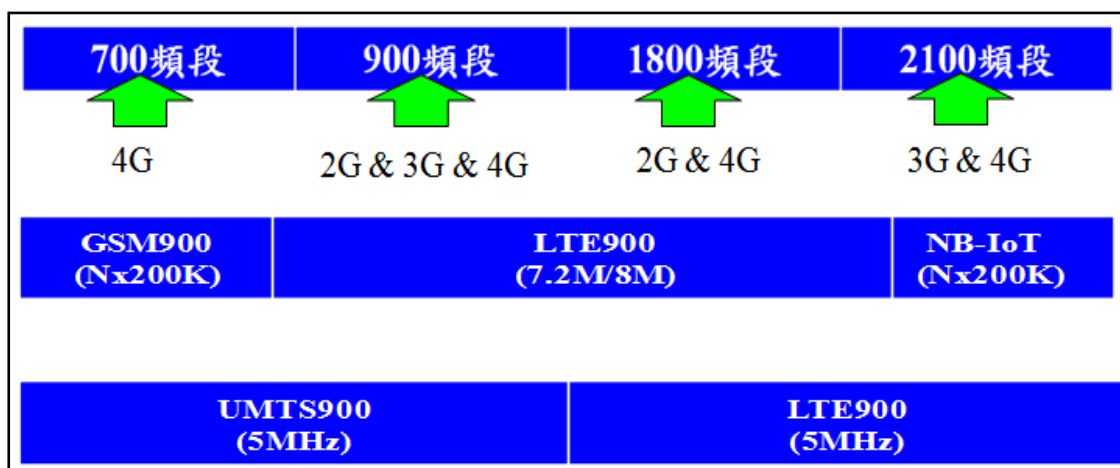 700頻段 900頻段 1800頻段 2100頻段
4G 2G & 3G & 4G 2G & 4G 3G & 4G
GSM900 LTE900 NB-IoT
(Nx200K) (7.2M/8M) (Nx200K)
UMTS900 LTE900
(5MHz) (5MHz)